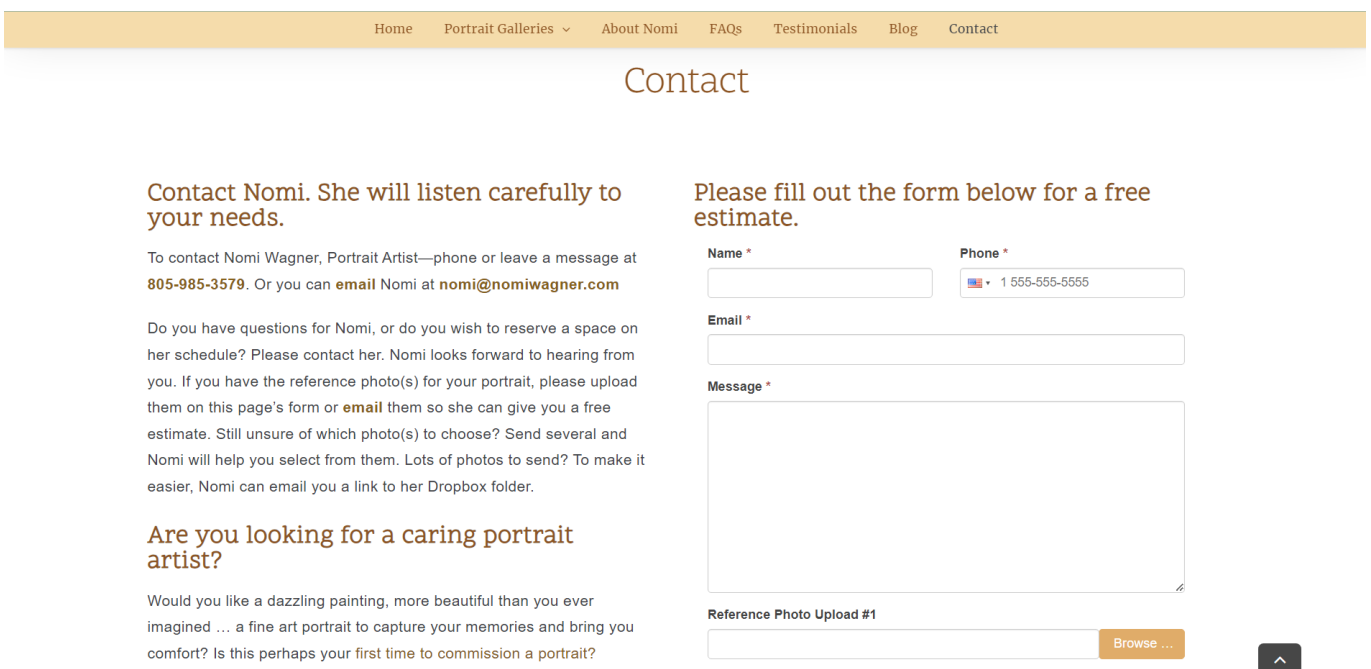 Home Portrait Galleries About Nomi FAQs Testimonials Blog Contact
Contact
Contact Nomi. She will listen carefully to
your needs.
To contact Nomi Wagner, Portrait Artist—phone or leave a message at
805-985-3579. Or you can email Nomi at nomi@nomiwagner.com
Do you have questions for Nomi, or do you wish to reserve a space on
her schedule? Please contact her. Nomi looks forward to hearing from
you. If you have the reference photo(s) for your portrait, please upload
them on this page’s form or email them so she can give you a free
estimate. Still unsure of which photo(s) to choose? Send several and
Nomi will help you select from them. Lots of photos to send? To make it
easier, Nomi can email you a link to her Dropbox folder.
Are you looking for a caring portrait
artist?
Would you like a dazzling painting, more beautiful than you ever
imagined … a fine art portrait to capture your memories and bring you
comfort? Is this perhaps your first time to commission a portrait?
Please fill out the form below for a free
estimate.
Name * Phone *
1 555-555-5555
Email *
Message *
Reference Photo Upload #1
Browse …